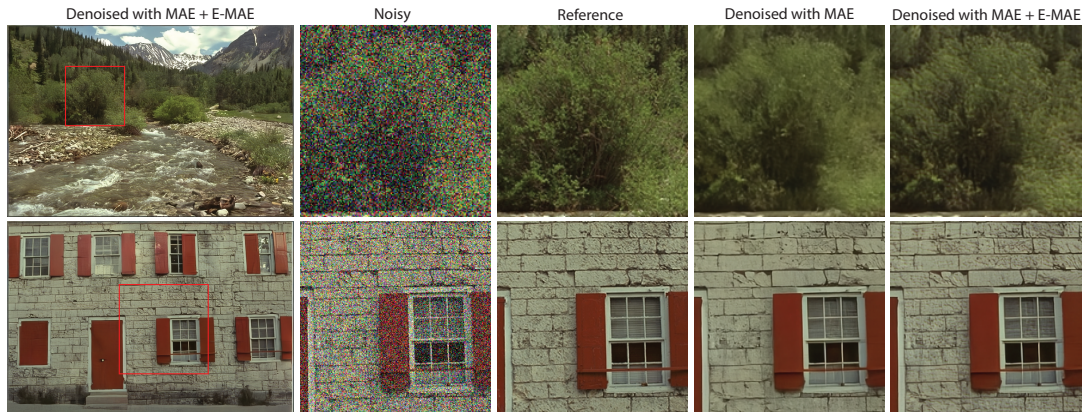 Denoised with MAE + E-MAE
Noisy
Reference
Denoised with MAE
Denoised with MAE + E-MAE